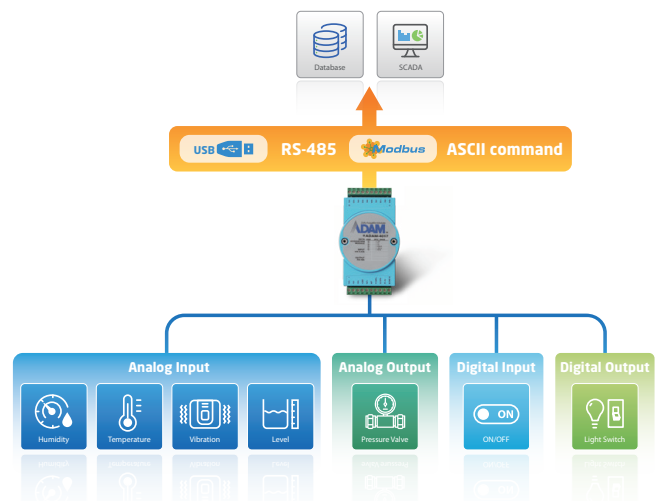 Database
SCADA
USB
RS-485
Modbus
ASCII command
ADAM
Analog Input
Analog Output
Digital Input
Digital Output
Humidity
Temperature
Vibration
Level
Pressure Valve
ON
ON/OFF
Light Switch